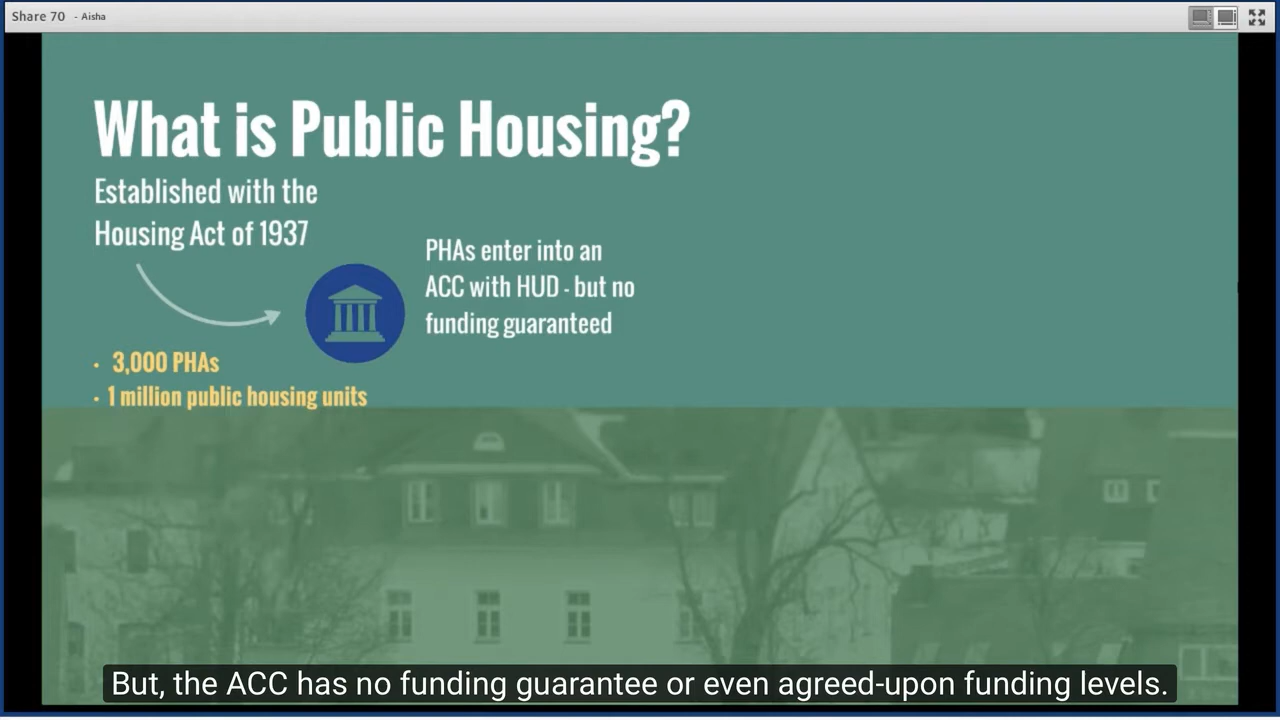 Share 70 - Aisha
What is Public Housing?
Established with the
Housing Act of 1937
PHAs enter into an
ACC with HUD - but no
funding guaranteed
• 3,000 PHAs
• 1 million public housing units
But, the ACC has no funding guarantee or even agreed-upon funding levels.